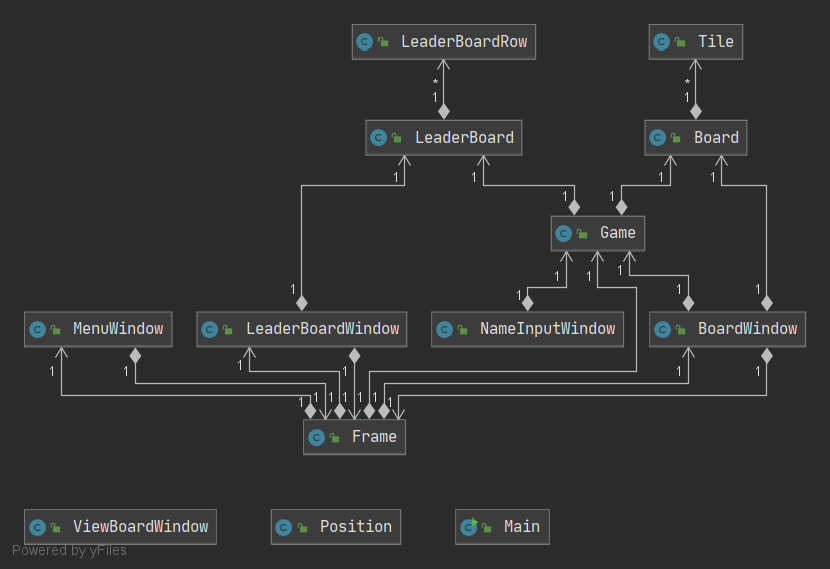 LeaderBoardRow Tile
* *
1 1
LeaderBoard Board
1 1 1 1
1 1
Game
1 1 1
1 1 1 1
MenuWindow LeaderBoardWindow NameInputWindow BoardWindow
1 1 1 1 1 1
1 1 1 1 1 1
Frame
ViewBoardWindow Position Main
Powered by yFiles